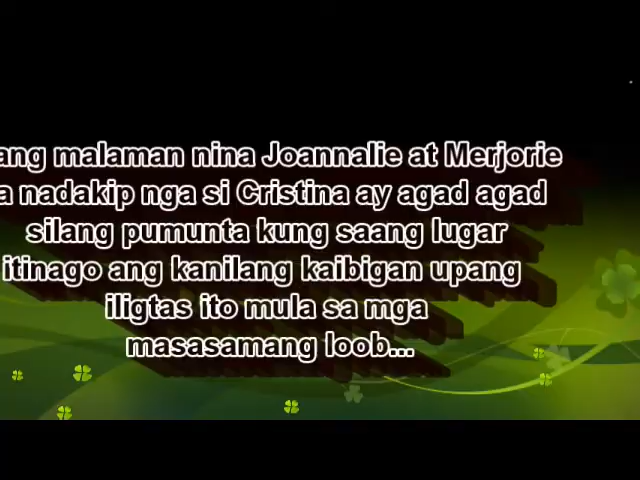 ang malaman nina Joannalie at Merjorie
a nadakip nga si Cristina ay agad agad
silang pumunta kung saang lugar
itinago ang kanilang kaibigan upang
iligtas ito mula sa mga
masasamang loob...